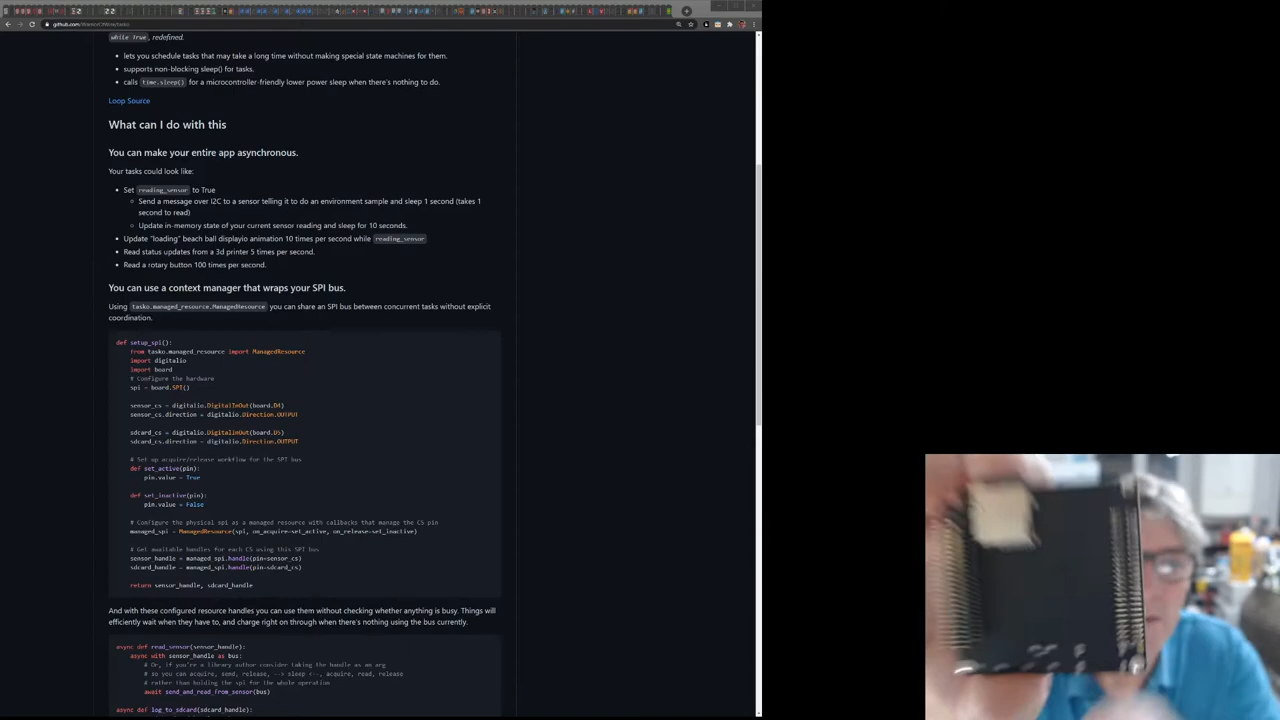 github.com/WarriorOfWire/tasko
while True, redefined.
• lets you schedule tasks that may take a long time without making special state machines for them.
• supports non-blocking sleep() for tasks.
• calls time.sleep() for a microcontroller-friendly lower power sleep when there's nothing to do.
Loop Source
What can I do with this
You can make your entire app asynchronous.
Your tasks could look like:
• Set reading_sensor to True
Send a message over I2C to a sensor telling it to do an environment sample and sleep 1 second (takes 1
second to read)
Update in-memory state of your current sensor reading and sleep for 10 seconds.
• Update "loading" beach ball displayio animation 10 times per second while reading_sensor
• Read status updates from a 3d printer 5 times per second.
• Read a rotary button 100 times per second.
You can use a context manager that wraps your SPI bus.
Using tasko.managed_resource.ManagedResource you can share an SPI bus between concurrent tasks without explicit
coordination.
def setup_spi():
from tasko.managed_resource import ManagedResource
import digitalio
import board
# Configure the hardware
spi = board.SPI()
sensor_cs = digitalio.DigitalInOut(board.D4)
sensor_cs.direction = digitalio.Direction.OUTPUT
sdcard_cs = digitalio.DigitalInOut(board.D5)
sdcard_cs.direction = digitalio.Direction.OUTPUT
# Set up acquire/release workflow for the SPI bus
def set_active(pin):
pin.value = True
def set_inactive(pin):
pin.value = False
# Configure the physical spi as a managed resource with callbacks that manage the CS pin
managed_spi = ManagedResource(spi, on_acquire=set_active, on_release=set_inactive)
# Get awaitable handles for each CS using this SPI bus
sensor_handle = managed_spi.handle(pin=sensor_cs)
sdcard_handle = managed_spi.handle(pin=sdcard_cs)
return sensor_handle, sdcard_handle
And with these configured resource handles you can use them without checking whether anything is busy. Things will
efficiently wait when they have to, and charge right on through when there's nothing using the bus currently.
async def read_sensor(sensor_handle):
async with sensor_handle as bus:
# Or, if you're a library author consider taking the handle as an arg
# so you can acquire, send, release, --> sleep <--, acquire, read, release
# rather than holding the spi for the whole operation
await send_and_read_from_sensor(bus)
async def log_to_sdcard(sdcard_handle):